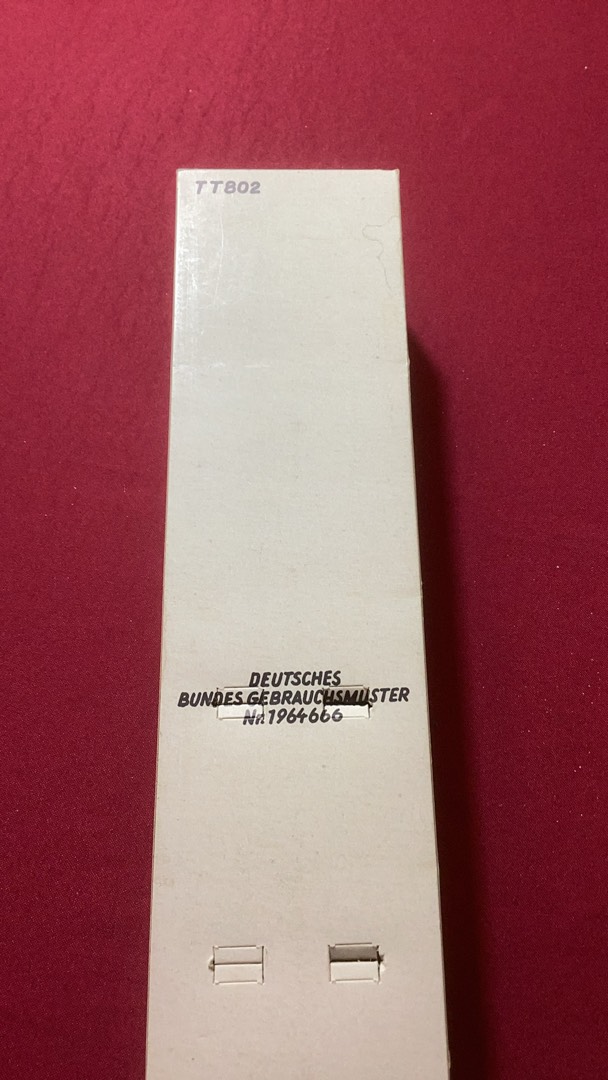 TT802
DEUTSCHES
BUNDES GEBRAUCHSMUSTER
Nr. 1964666